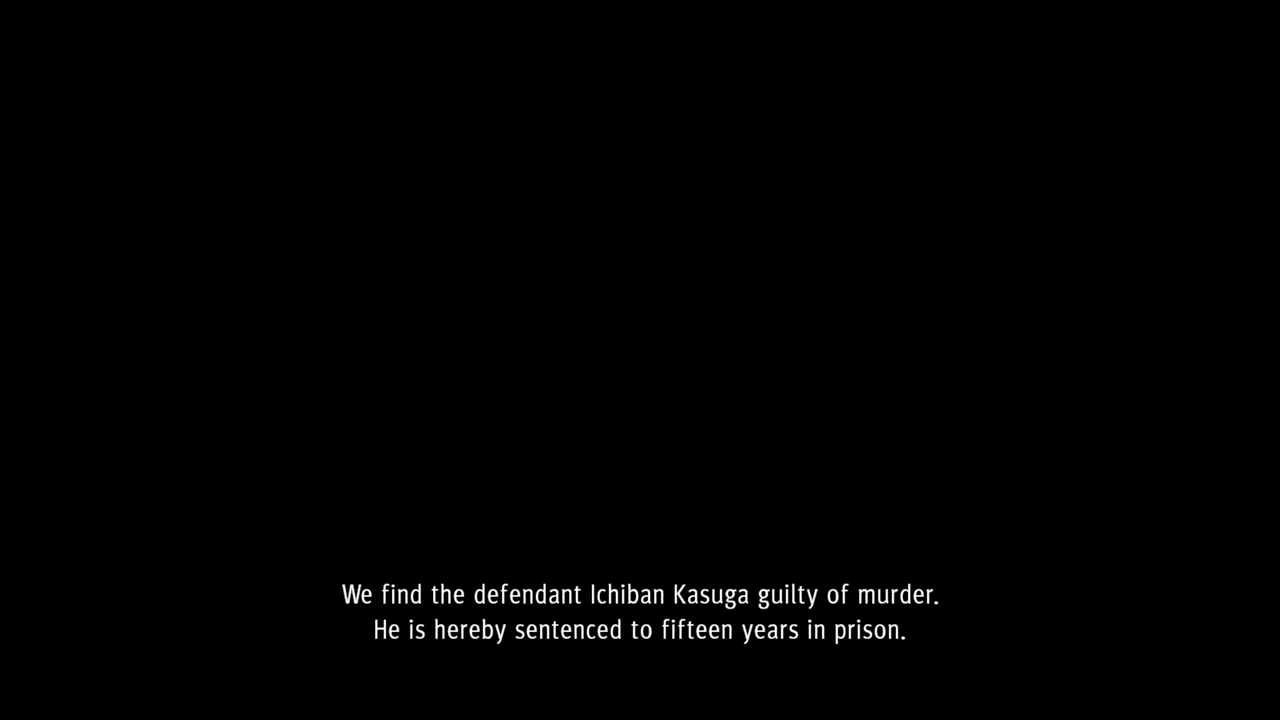 We find the defendant Ichiban Kasuga guilty of murder.
He is hereby sentenced to fifteen years in prison.